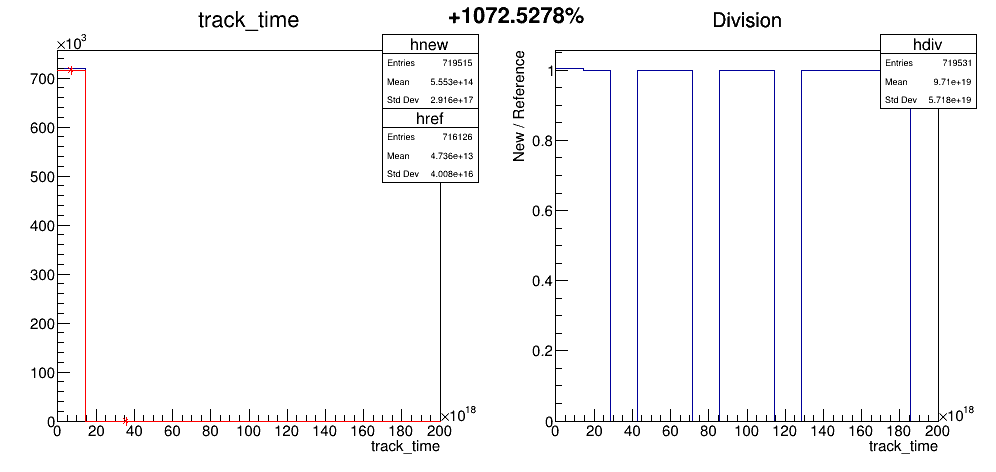 +1072.5278%
track_time
×10³
700
600
500
400
300
200
100
0
0 20 40 60 80 100 120 140 160 180 200
×10¹⁸
track_time
hnew
Entries 719515
Mean 5.553e+14
Std Dev 2.916e+17
href
Entries 716126
Mean 4.736e+13
Std Dev 4.008e+16
Division
New / Reference
1
0.8
0.6
0.4
0.2
0
0 20 40 60 80 100 120 140 160 180 200
×10¹⁸
track_time
hdiv
Entries 719531
Mean 9.71e+19
Std Dev 5.718e+19